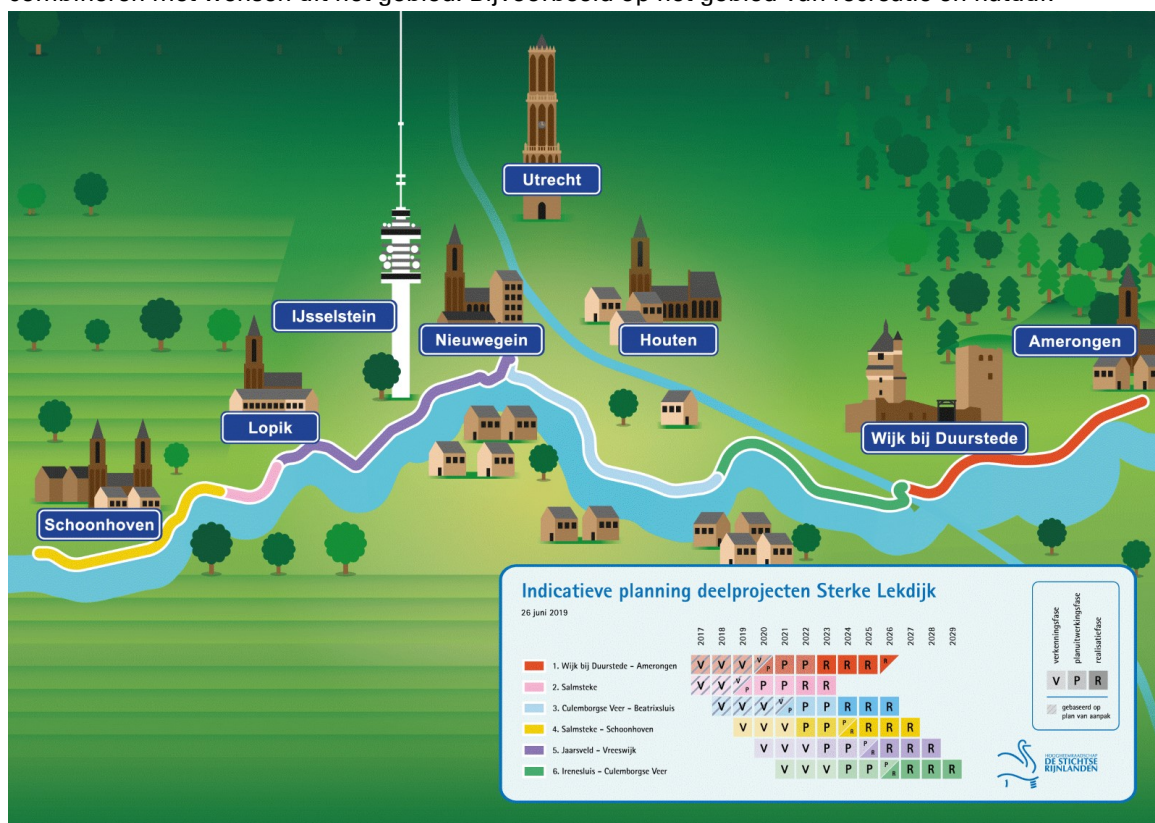 combineren met wensen uit het gebied. Bijvoorbeeld op het gebied van recreatie en natuur.
Utrecht
IJsselstein
Nieuwegein
Houten
Amerongen
Lopik
Wijk bij Duurstede
Schoonhoven
Indicatieve planning deelprojecten Sterke Lekdijk
26 juni 2019
2017 2018 2019 2020 2021 2022 2023 2024 2025 2026 2027 2028 2029
1. Wijk bij Duurstede – Amerongen V V V V P P P R R R R
2. Salmsteke V V V P P P R R
3. Culemborgse Veer – Beatrixsluis V V V V P P P R R R
4. Salmsteke – Schoonhoven V V V P P P R R R R
5. Jaarsveld – Vreeswijk V V V P P P R R R R
6. Irenesluis – Culemborgse Veer V V V P P P R R R R
verkenningsfase
planuitwerkingsfase
realisatiefase
V P R
gebaseerd op
plan van aanpak
HOOGHEEMRAADSCHAP
DE STICHTSE
RIJNLANDEN